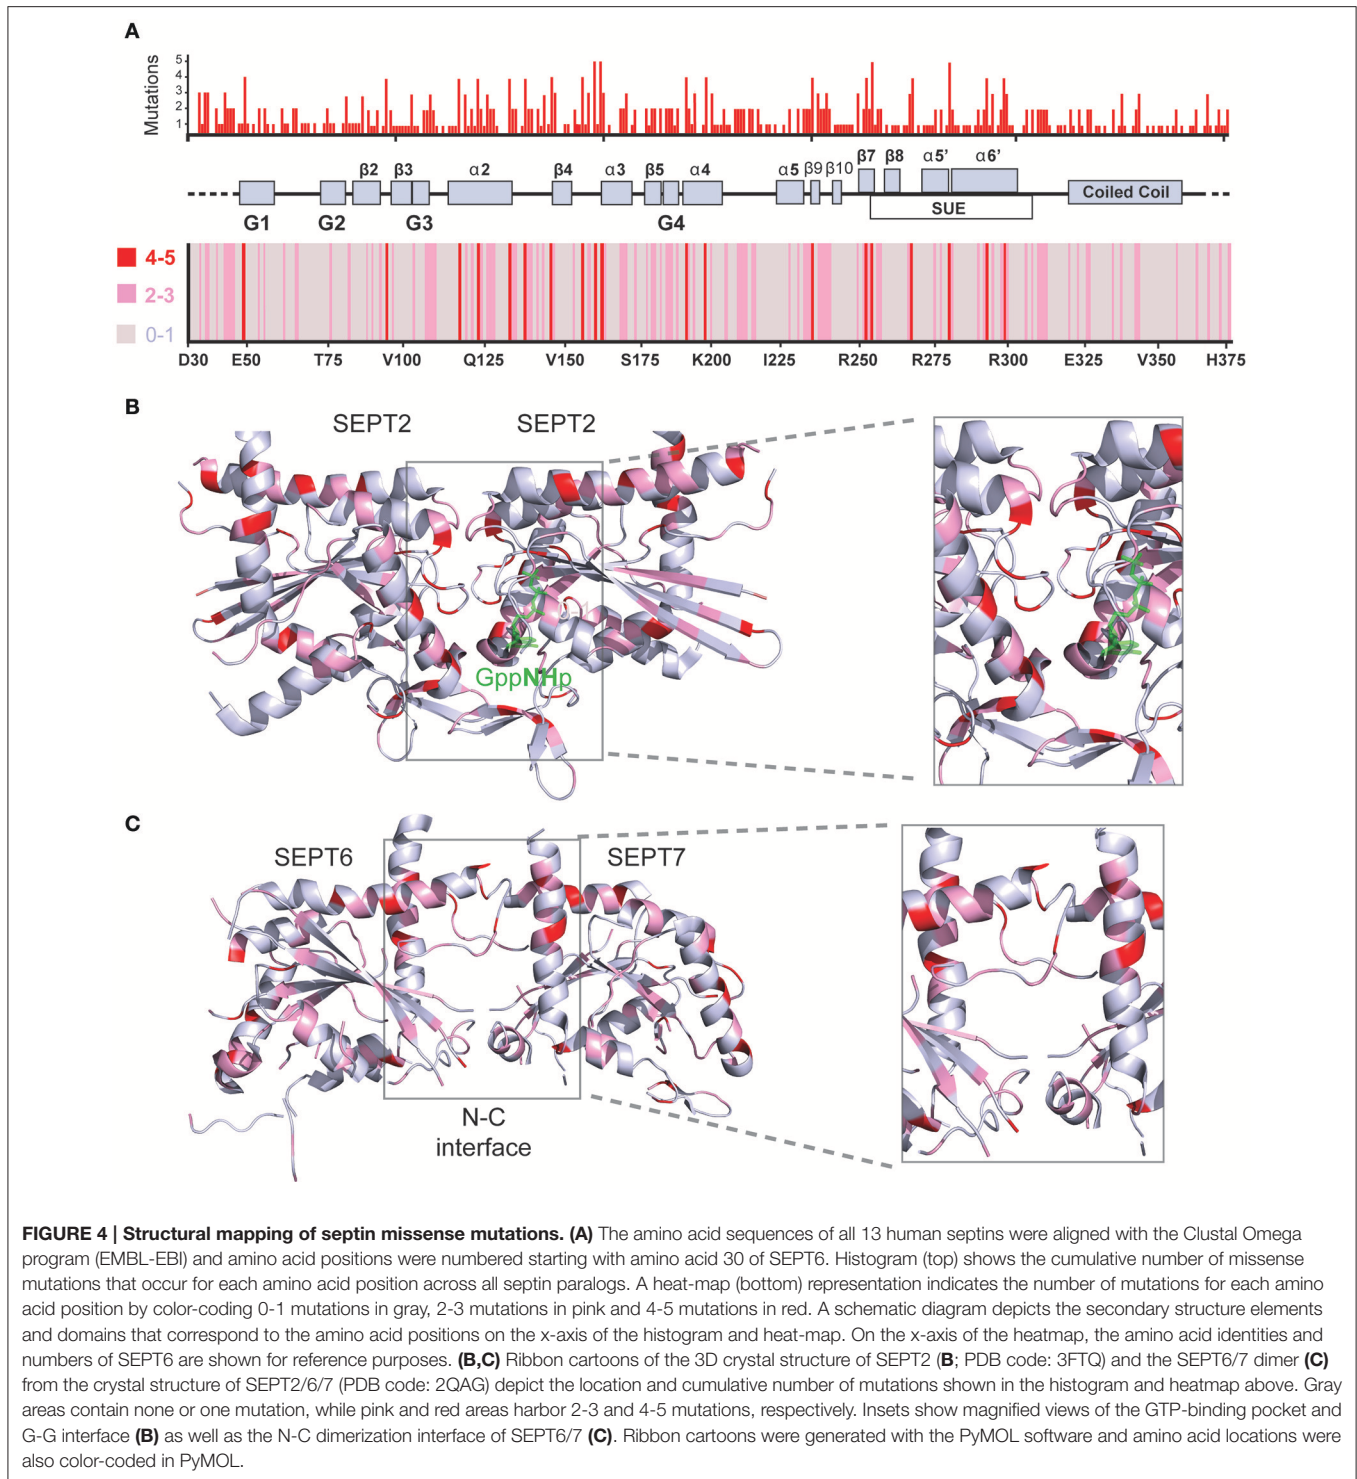 A
Mutations
5
4
3
2
1
β2 β3 α2 β4 α3 β5 α4 α5 β9 β10 β7 β8 α5’ α6’
Coiled Coil
SUE
G1 G2 G3 G4
4-5
2-3
0-1
D30 E50 T75 V100 Q125 V150 S175 K200 I225 R250 R275 R300 E325 V350 H375
B
SEPT2 SEPT2
0-1
GppNHp
C
SEPT6 SEPT7
N-C
interface
FIGURE 4 | Structural mapping of septin missense mutations. (A) The amino acid sequences of all 13 human septins were aligned with the Clustal Omega
program (EMBL-EBI) and amino acid positions were numbered starting with amino acid 30 of SEPT6. Histogram (top) shows the cumulative number of missense
mutations that occur for each amino acid position across all septin paralogs. A heat-map (bottom) representation indicates the number of mutations for each amino
acid position by color-coding 0-1 mutations in gray, 2-3 mutations in pink and 4-5 mutations in red. A schematic diagram depicts the secondary structure elements
and domains that correspond to the amino acid positions on the x-axis of the histogram and heat-map. On the x-axis of the heatmap, the amino acid identities and
numbers of SEPT6 are shown for reference purposes. (B,C) Ribbon cartoons of the 3D crystal structure of SEPT2 (B; PDB code: 3FTQ) and the SEPT6/7 dimer (C)
from the crystal structure of SEPT2/6/7 (PDB code: 2QAG) depict the location and cumulative number of mutations shown in the histogram and heatmap above. Gray
areas contain none or one mutation, while pink and red areas harbor 2-3 and 4-5 mutations, respectively. Insets show magnified views of the GTP-binding pocket and
G-G interface (B) as well as the N-C dimerization interface of SEPT6/7 (C). Ribbon cartoons were generated with the PyMOL software and amino acid locations were
also color-coded in PyMOL.